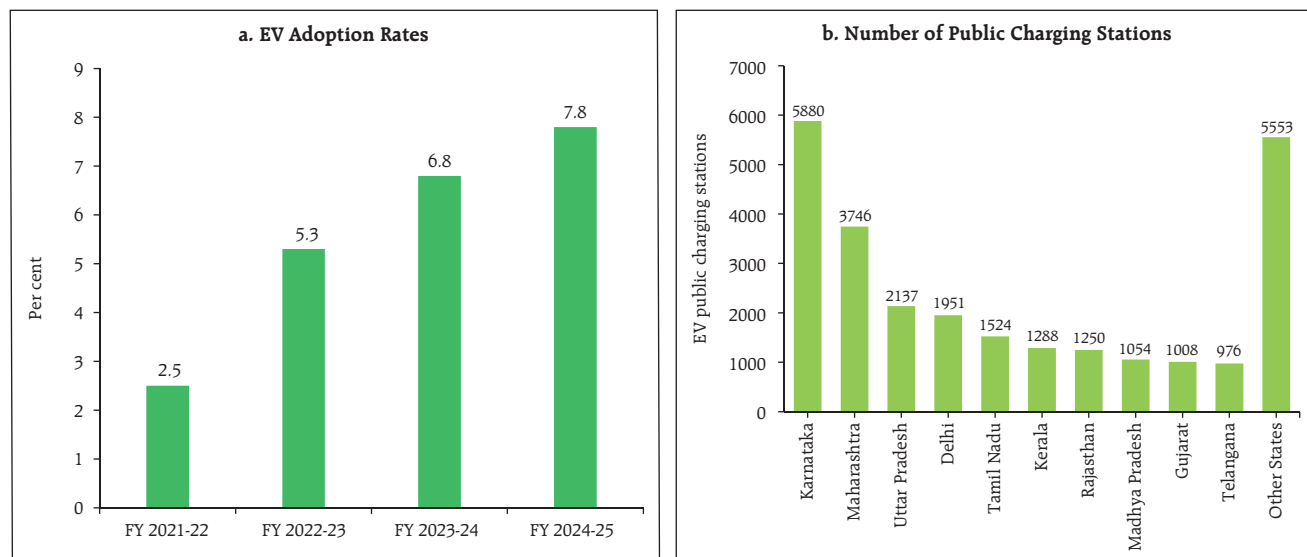 a. EV Adoption Rates
Per cent
9
8
7
6
5
4
3
2
1
0
2.5
5.3
6.8
7.8
FY 2021-22
FY 2022-23
FY 2023-24
FY 2024-25
b. Number of Public Charging Stations
EV public charging stations
7000
6000
5000
4000
3000
2000
1000
0
5880
3746
2137
1951
1524
1288
1250
1054
1008
976
5553
Karnataka
Maharashtra
Uttar Pradesh
Delhi
Tamil Nadu
Kerala
Rajasthan
Madhya Pradesh
Gujarat
Telangana
Other States